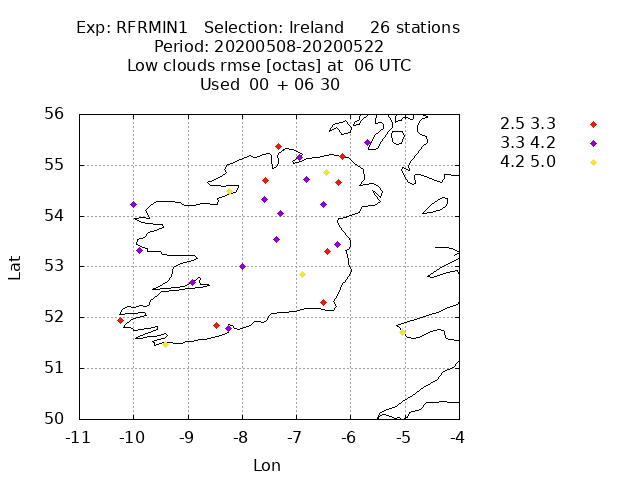 Exp: RFRMIN1 Selection: Ireland 26 stations
Period: 20200508-20200522
Low clouds rmse [octas] at 06 UTC
Used 00 + 06 30
2.5 3.3
3.3 4.2
4.2 5.0
56
55
54
53
52
51
50
Lat
-11 -10 -9 -8 -7 -6 -5 -4
Lon